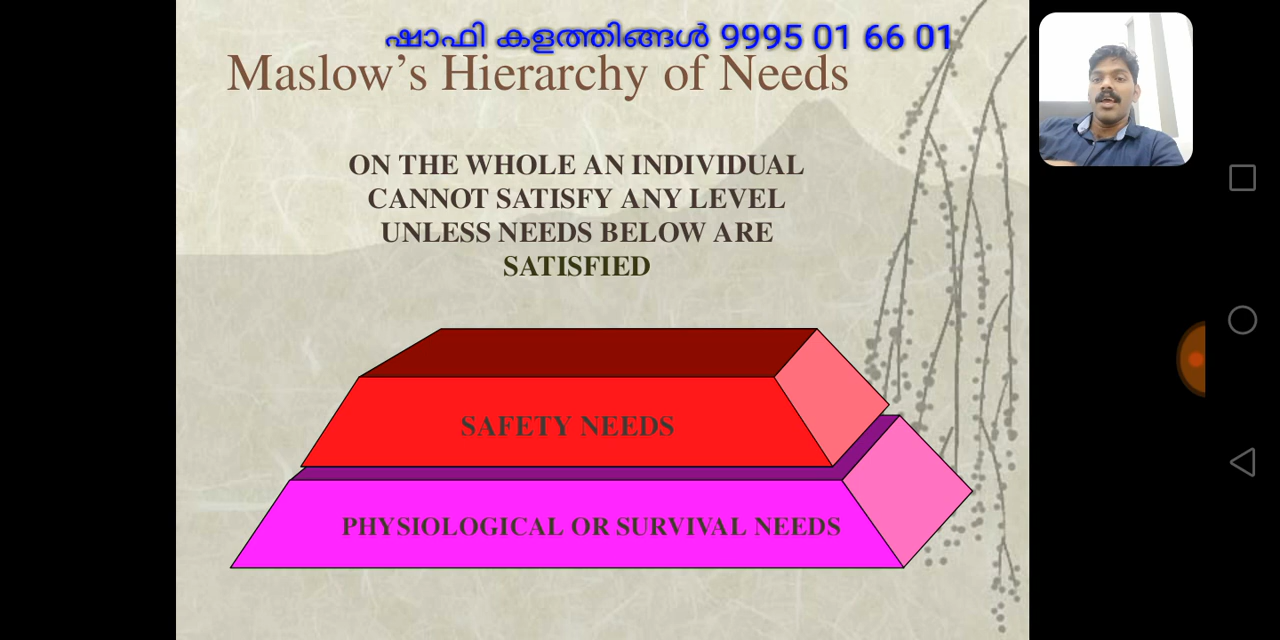 ഷാഫി കളത്തിങ്ങൾ 9995 01 66 01
Maslow’s Hierarchy of Needs
ON THE WHOLE AN INDIVIDUAL
CANNOT SATISFY ANY LEVEL
UNLESS NEEDS BELOW ARE
SATISFIED
SAFETY NEEDS
PHYSIOLOGICAL OR SURVIVAL NEEDS